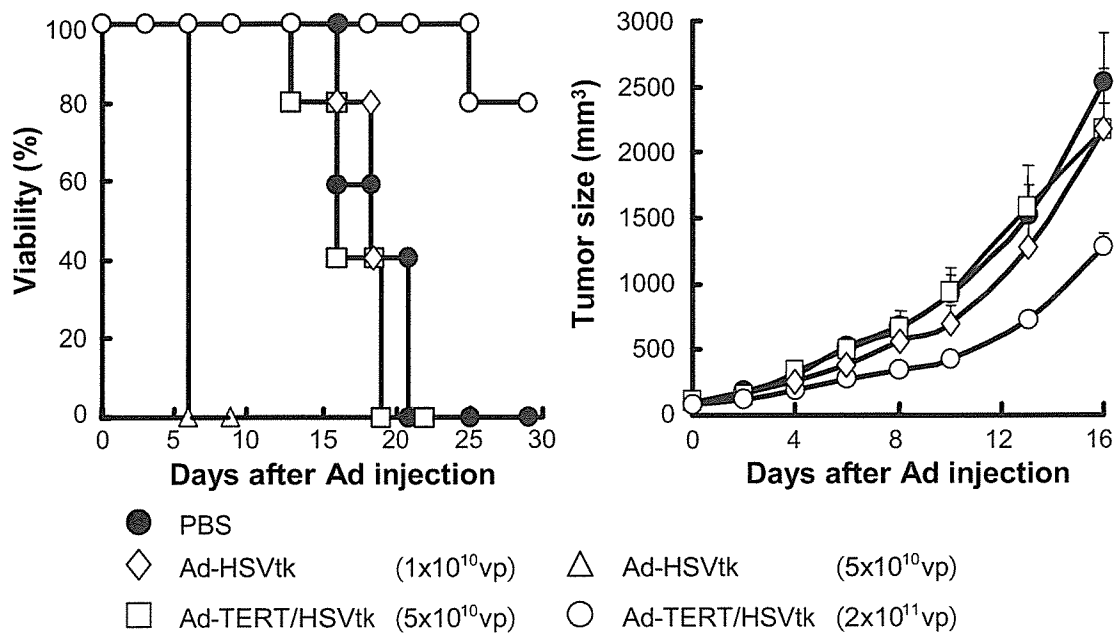 Viability (%)
100
80
60
40
20
0
0 5 10 15 20 25 30
Days after Ad injection
Tumor size (mm³)
3000
2500
2000
1500
1000
500
0
0 4 8 12 16
Days after Ad injection
PBS
Ad-HSVtk (1x10¹⁰vp)
Ad-HSVtk (5x10¹⁰vp)
Ad-TERT/HSVtk (5x10¹⁰vp)
Ad-TERT/HSVtk (2x10¹¹vp)